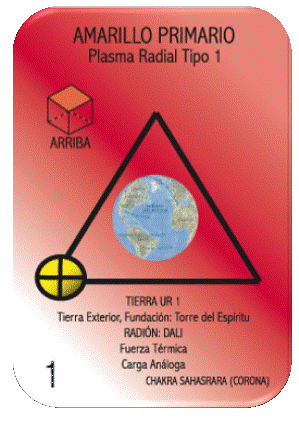 AMARILLO PRIMARIO
Plasma Radial Tipo 1
ARRIBA
TIERRA UR 1
Tierra Exterior, Fundación: Torre del Espíritu
RADIÓN: DALI
Fuerza Térmica
Carga Análoga
CHAKRA SAHASRARA (CORONA)
1